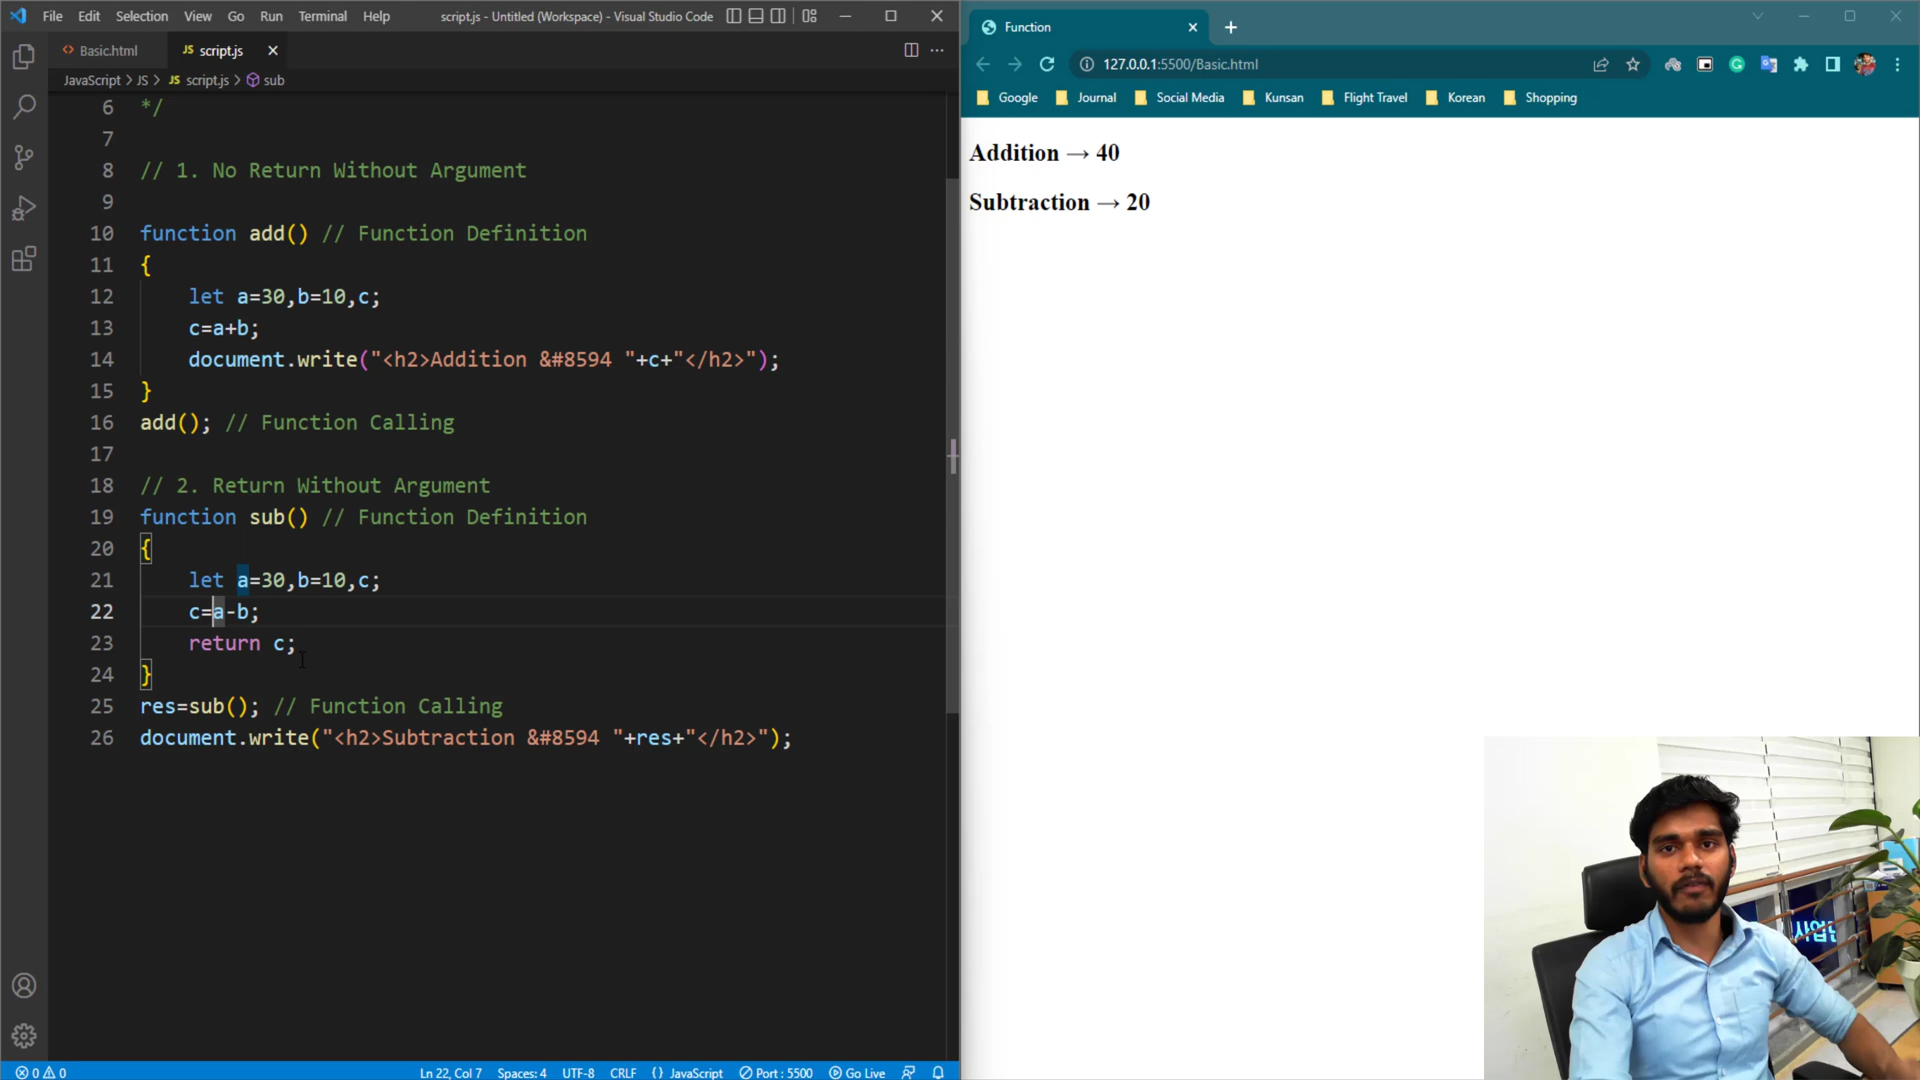 File Edit Selection View Go Run Terminal Help script.js - Untitled (Workspace) - Visual Studio Code
Basic.html JS script.js
JavaScript > JS > JS script.js > sub
6 */
7
8 // 1. No Return Without Argument
9
10 function add() // Function Definition
11 {
12 let a=30,b=10,c;
13 c=a+b;
14 document.write("<h2>Addition &#8594 "+c+"</h2>");
15 }
16 add(); // Function Calling
17
18 // 2. Return Without Argument
19 function sub() // Function Definition
20 {
21 let a=30,b=10,c;
22 c=a-b;
23 return c;
24 }
25 res=sub(); // Function Calling
26 document.write("<h2>Subtraction &#8594 "+res+"</h2>");
0 0 Ln 22, Col 7 Spaces: 4 UTF-8 CRLF {} JavaScript Port : 5500 Go Live
Function
127.0.0.1:5500/Basic.html
Google Journal Social Media Kunsan Flight Travel Korean Shopping
Addition → 40
Subtraction → 20